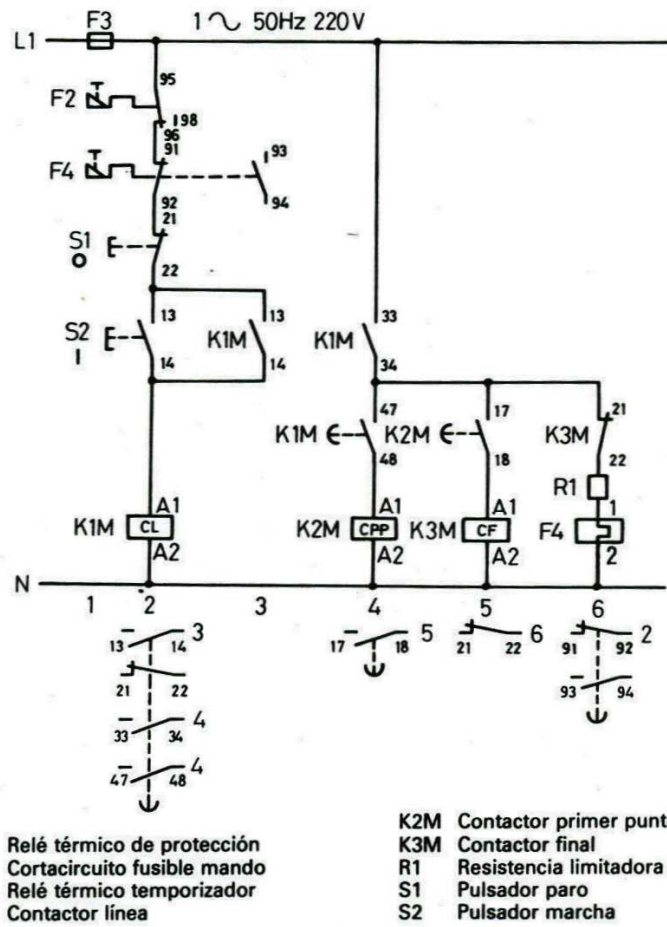 F3 1 ∿ 50Hz 220V
L1
95
F2
98
96
91
F4 93
92 94
21
S1
O
22
13 13 33
S2 K1M K1M
I
14 14 34
47 17 21
K1M K2M K3M
48 18 22
R1
A1 A1 A1 1
K1M CL K2M CPP K3M CF F4
A2 A2 A2 2
N
1 2 3 4 5 6
13 14 3 17 18 5 21 22 6 91 92 2
21 22 93 94
33 34 4
47 48 4
Relé térmico de protección
Cortacircuito fusible mando
Relé térmico temporizador
Contactor línea
K2M Contactor primer punt
K3M Contactor final
R1 Resistencia limitadora
S1 Pulsador paro
S2 Pulsador marcha